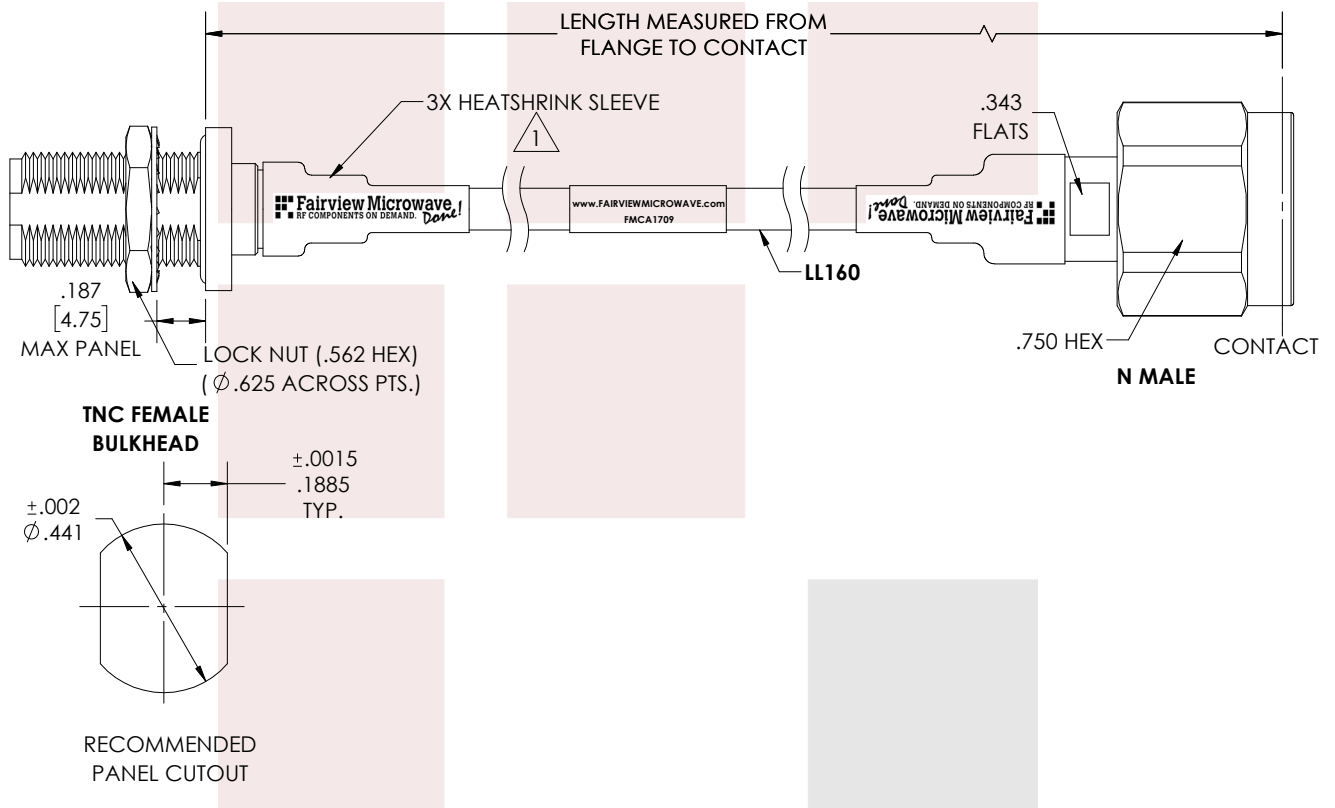 LENGTH MEASURED FROM
FLANGE TO CONTACT
3X HEATSHRINK SLEEVE
1
.343
FLATS
Fairview Microwave
RF COMPONENTS ON DEMAND.
Done!
www.FAIRVIEWMICROWAVE.com
FMCA1709
Fairview Microwave
RF COMPONENTS ON DEMAND.
Done!
LL160
.187
[4.75]
MAX PANEL
LOCK NUT (.562 HEX)
(Ø.625 ACROSS PTS.)
.750 HEX
CONTACT
N MALE
TNC FEMALE
BULKHEAD
±.0015
.1885
TYP.
±.002
Ø.441
RECOMMENDED
PANEL CUTOUT